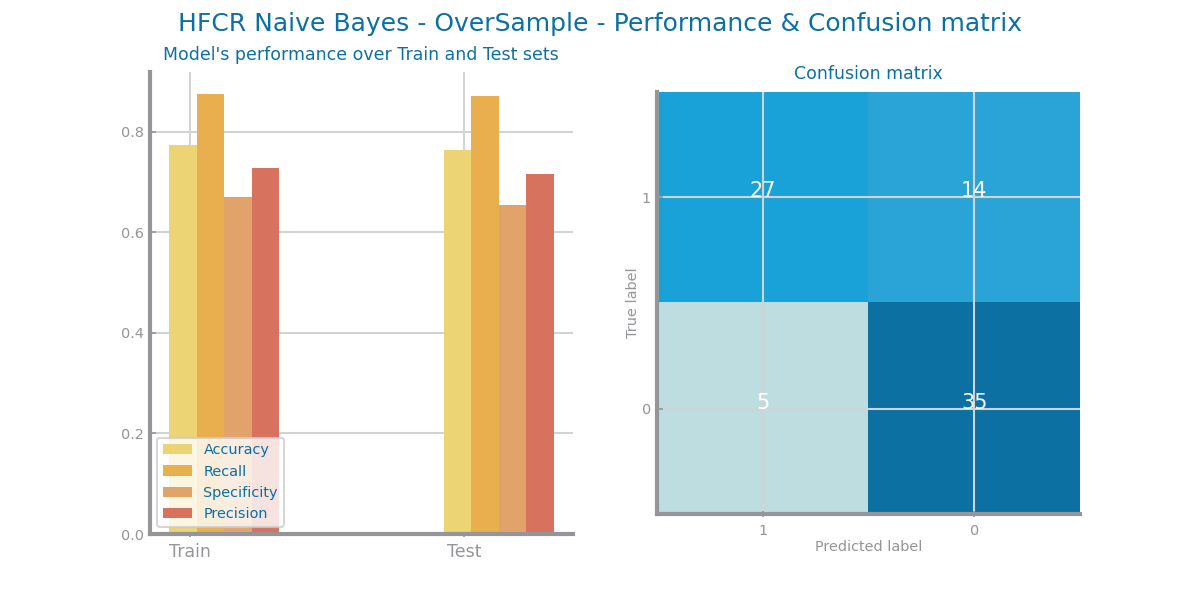 HFCR Naive Bayes - OverSample - Performance & Confusion matrix
Model's performance over Train and Test sets
0.8
0.6
0.4
0.2
0.0
Accuracy
Recall
Specificity
Precision
Train
Test
Confusion matrix
True label
1
0
27
14
5
35
1
0
Predicted label